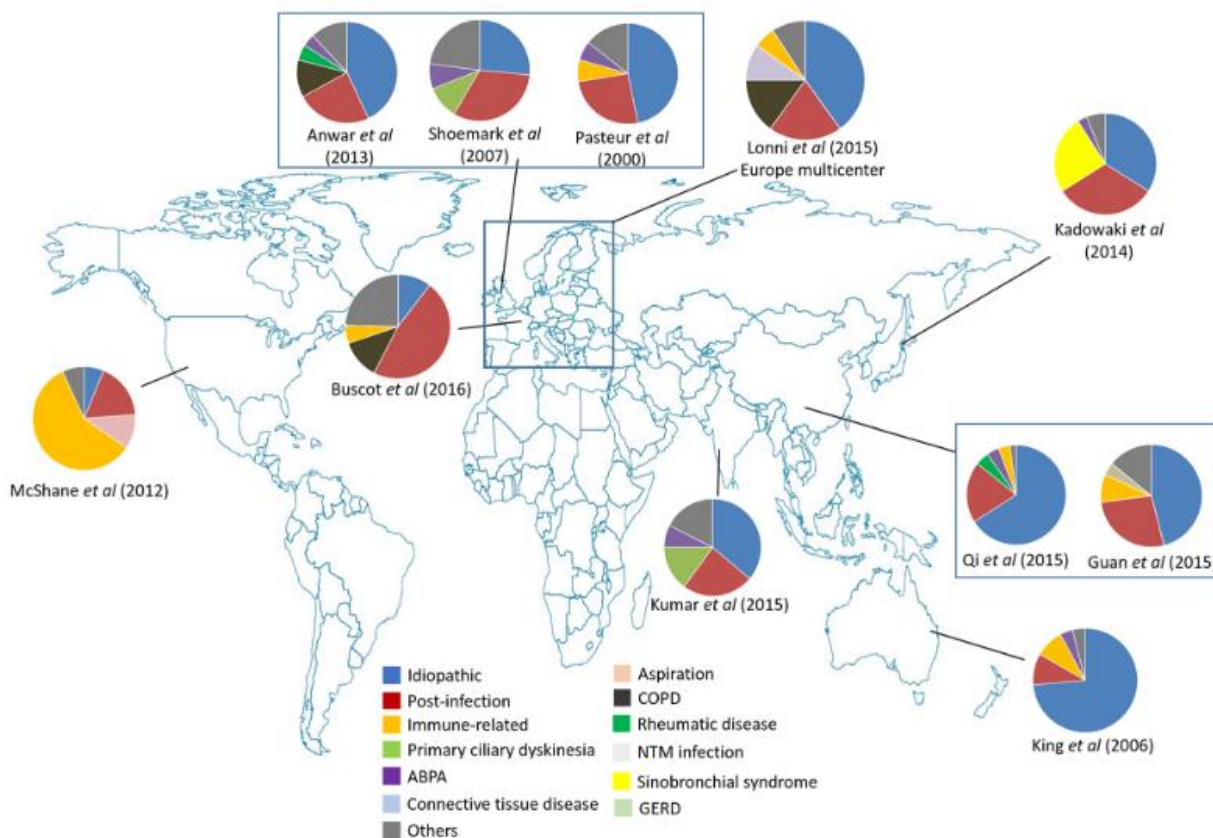 Anwar et al
(2013)
Shoemark et al
(2007)
Pasteur et al
(2000)
Lonni et al (2015)
Europe multicenter
Kadowaki et al
(2014)
Buscot et al (2016)
McShane et al (2012)
Qi et al (2015)
Guan et al (2015
Kumar et al (2015)
King et al (2006)
Idiopathic
Post-infection
Immune-related
Primary ciliary dyskinesia
ABPA
Connective tissue disease
Others
Aspiration
COPD
Rheumatic disease
NTM infection
Sinobronchial syndrome
GERD